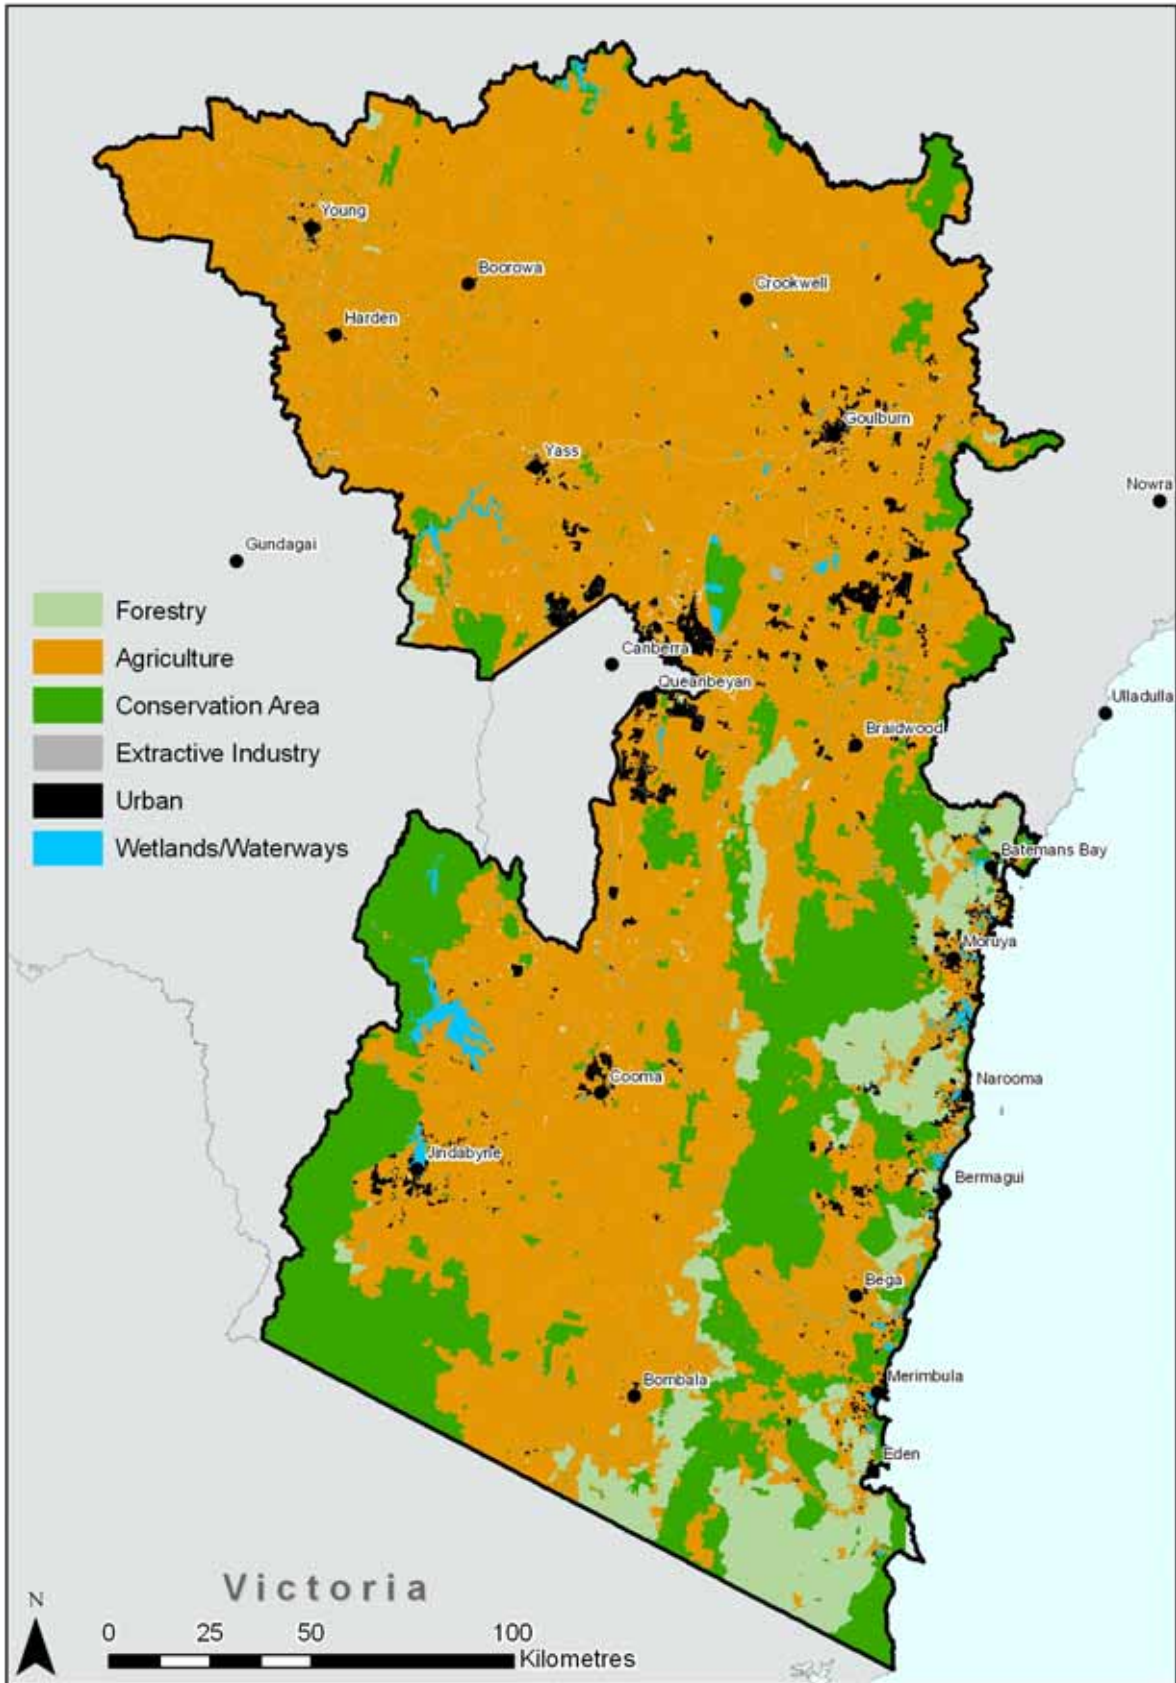 Young
Boorowa
Crookwell
Harden
Goulburn
Yass
Nowra
Gundagai
Forestry
Agriculture
Canberra
Queanbeyan
Conservation Area
Ulladulla
Braidwood
Extractive Industry
Urban
Wetlands/Waterways
Batemans Bay
Moruya
Cooma
Narooma
Jindabyne
Bermagui
Bega
Bombala
Merimbula
Eden
Victoria
N
0 25 50 100
Kilometres